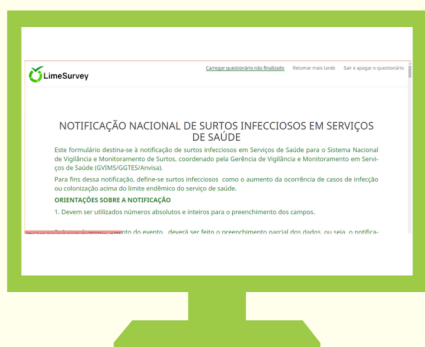 LimeSurvey
Carregar questionário não finalizado   Retomar mais tarde   Sair e apagar o questionário
NOTIFICAÇÃO NACIONAL DE SURTOS INFECCIOSOS EM SERVIÇOS
DE SAÚDE
Este formulário destina-se à notificação de surtos infecciosos em Serviços de Saúde para o Sistema Nacional
de Vigilância e Monitoramento de Surtos, coordenado pela Gerência de Vigilância e Monitoramento em Servi-
ços de Saúde (GVIMS/GGTES/Anvisa).
Para fins dessa notificação, define-se surtos infecciosos como o aumento da ocorrência de casos de infecção
ou colonização acima do limite endêmico do serviço de saúde.
ORIENTAÇÕES SOBRE A NOTIFICAÇÃO
1. Devem ser utilizados números absolutos e inteiros para o preenchimento dos campos.
do evento, deverá ser feito o preenchimento parcial dos dados, ou seja, o notifica-